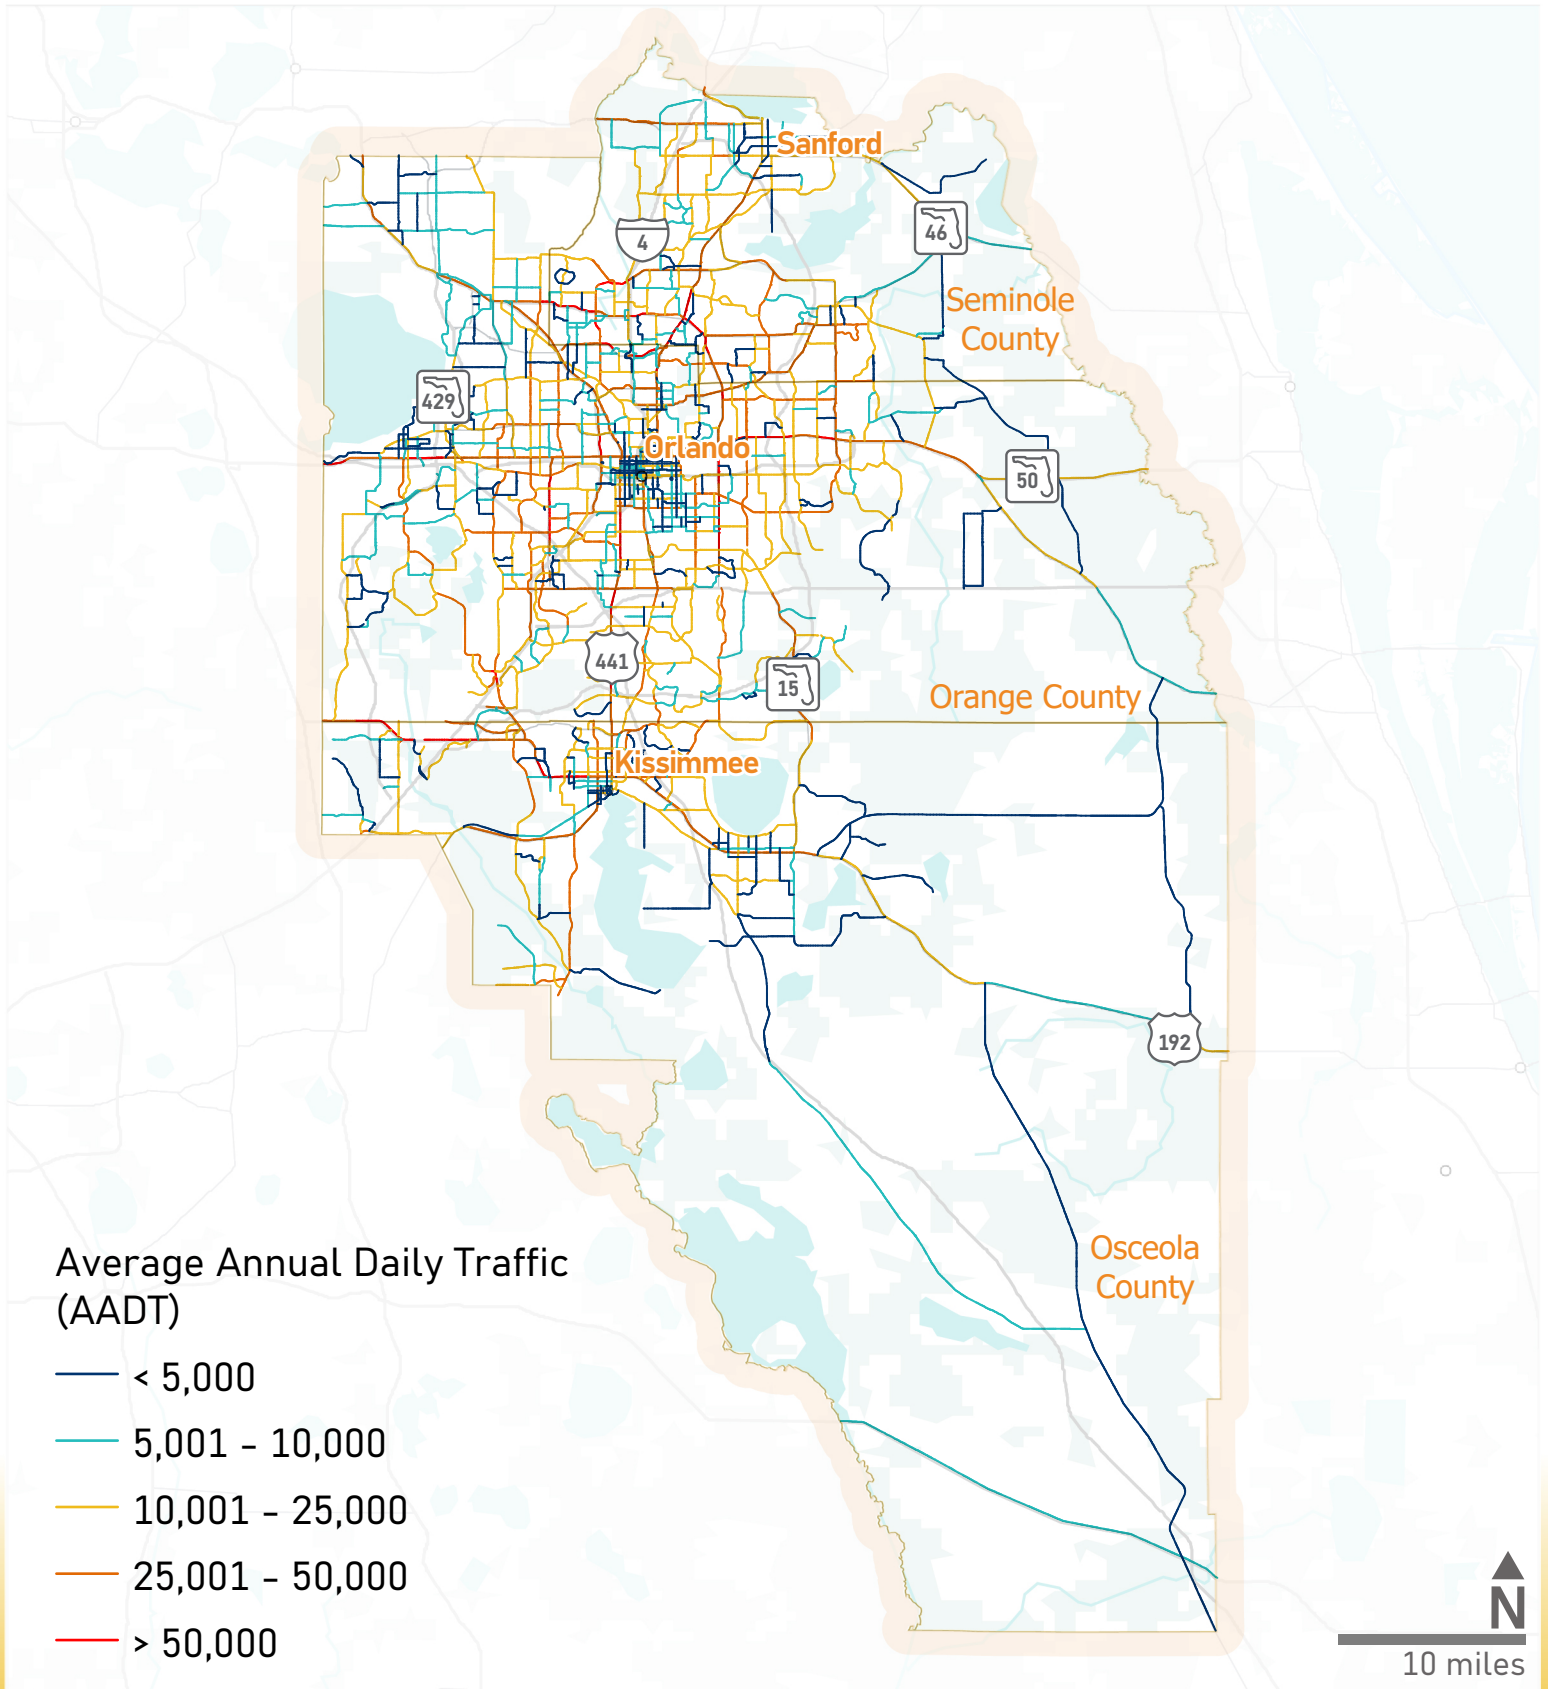 Sanford
4
46
Seminole
County
429
Orlando
50
441
15
Orange County
Kissimmee
192
Osceola
County
Average Annual Daily Traffic
(AADT)
< 5,000
5,001 - 10,000
10,001 - 25,000
25,001 - 50,000
> 50,000
N
10 miles